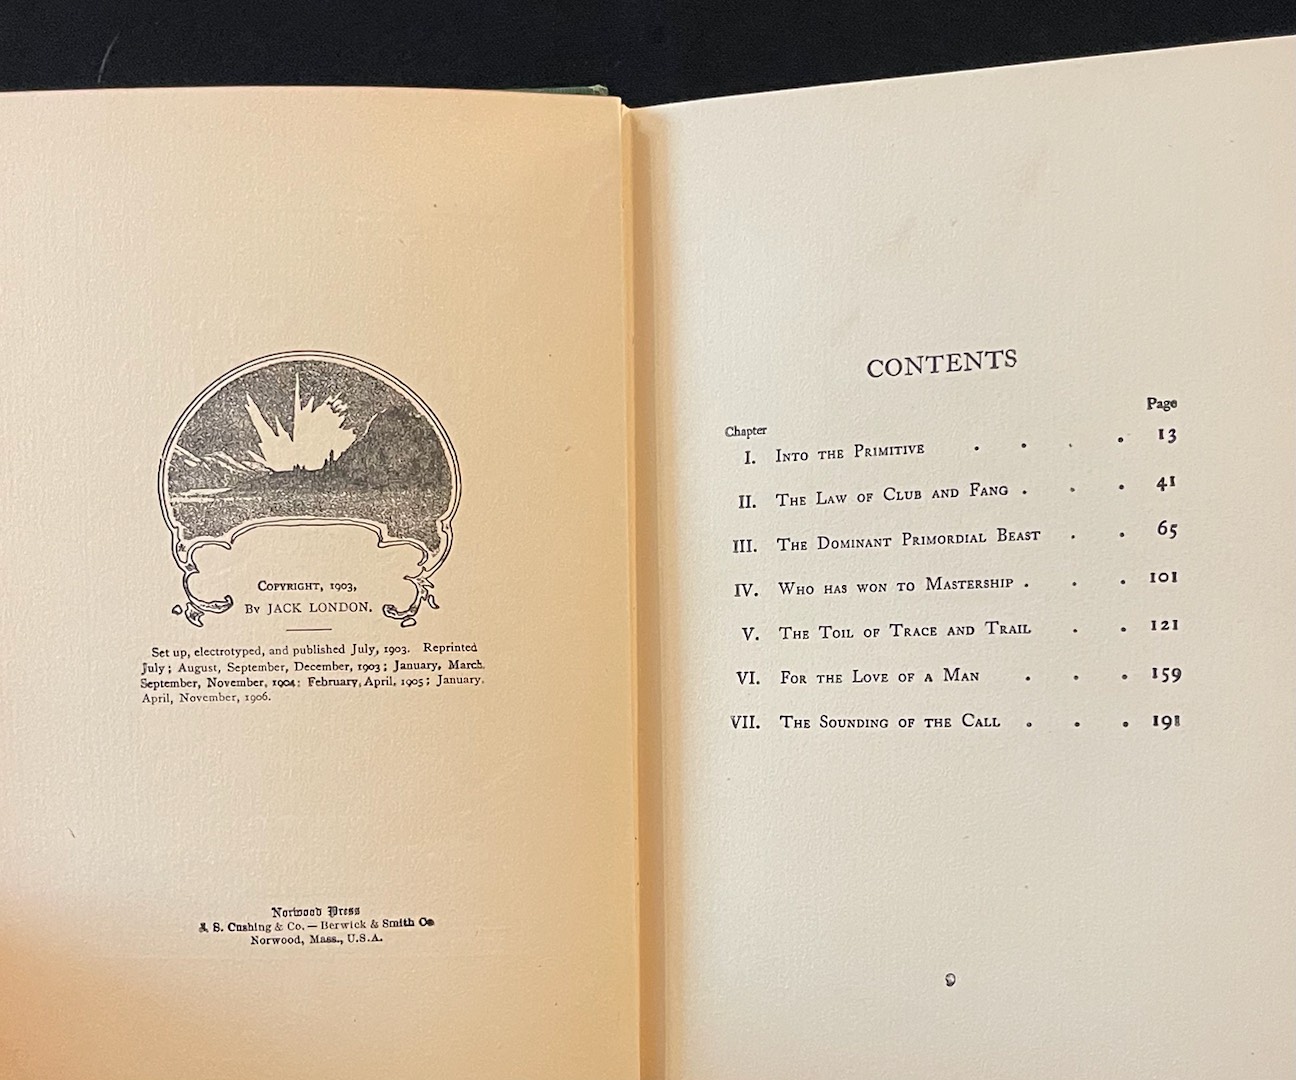 COPYRIGHT, 1903,
BY JACK LONDON.
Set up, electrotyped, and published July, 1903. Reprinted
July; August, September, December, 1903; January, March,
September, November, 1904; February, April, 1905; January,
April, November, 1906.
Norwood Press
J. S. Cushing & Co. — Berwick & Smith Co
Norwood, Mass., U.S.A.
CONTENTS
Page
Chapter
I. INTO THE PRIMITIVE . . . . 13
II. THE LAW OF CLUB AND FANG . . . 41
III. THE DOMINANT PRIMORDIAL BEAST . . 65
IV. WHO HAS WON TO MASTERSHIP . . . 101
V. THE TOIL OF TRACE AND TRAIL . . 121
VI. FOR THE LOVE OF A MAN . . . 159
VII. THE SOUNDING OF THE CALL . . . 191
9